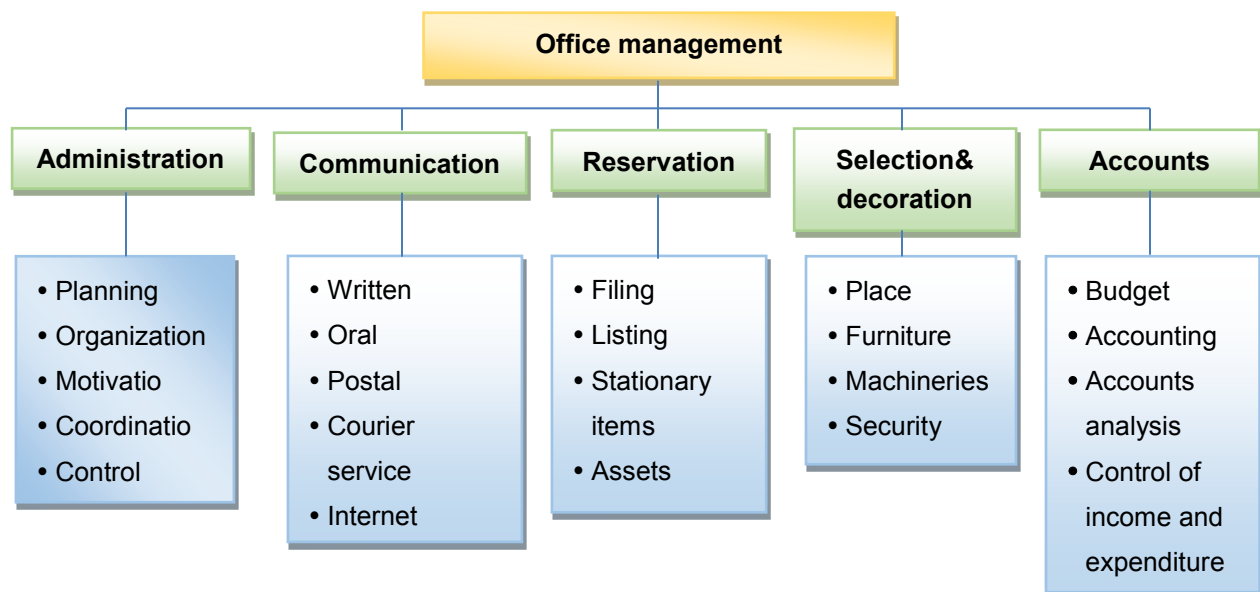 Office management
Administration
Communication
Reservation
Selection&
decoration
Accounts
• Planning
• Organization
• Motivatio
• Coordinatio
• Control
• Written
• Oral
• Postal
• Courier
service
• Internet
• Filing
• Listing
• Stationary
items
• Assets
• Place
• Furniture
• Machineries
• Security
• Budget
• Accounting
• Accounts
analysis
• Control of
income and
expenditure